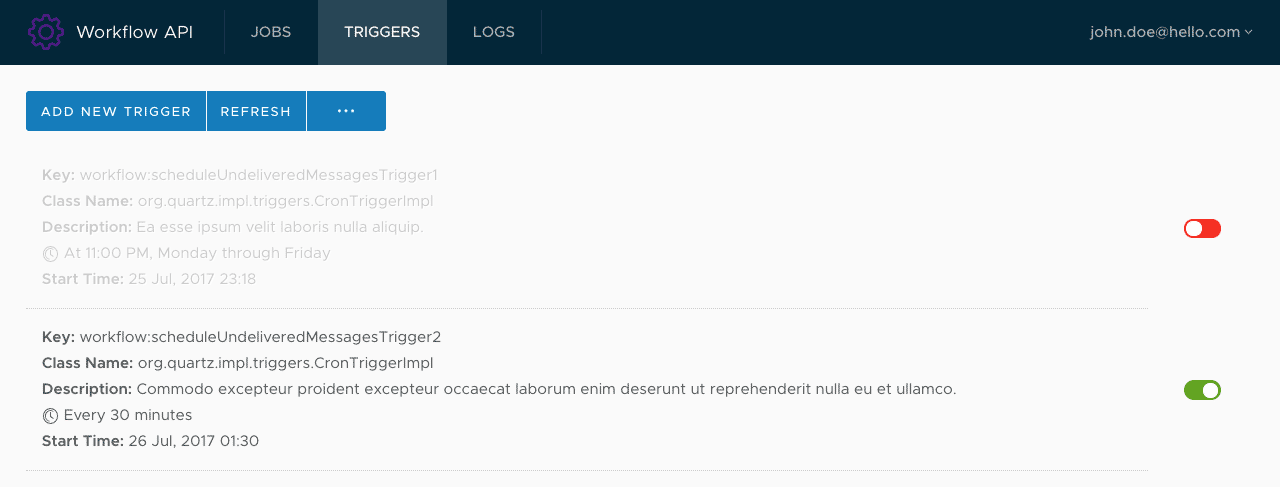 Workflow API
JOBS
TRIGGERS
LOGS
john.doe@hello.com
ADD NEW TRIGGER
REFRESH
...
Key: workflow:scheduleUndeliveredMessagesTrigger1
Class Name: org.quartz.impl.triggers.CronTriggerImpl
Description: Ea esse ipsum velit laboris nulla aliquip.
At 11:00 PM, Monday through Friday
Start Time: 25 Jul, 2017 23:18
Key: workflow:scheduleUndeliveredMessagesTrigger2
Class Name: org.quartz.impl.triggers.CronTriggerImpl
Description: Commodo excepteur proident excepteur occaecat laborum enim deserunt ut reprehenderit nulla eu et ullamco.
Every 30 minutes
Start Time: 26 Jul, 2017 01:30